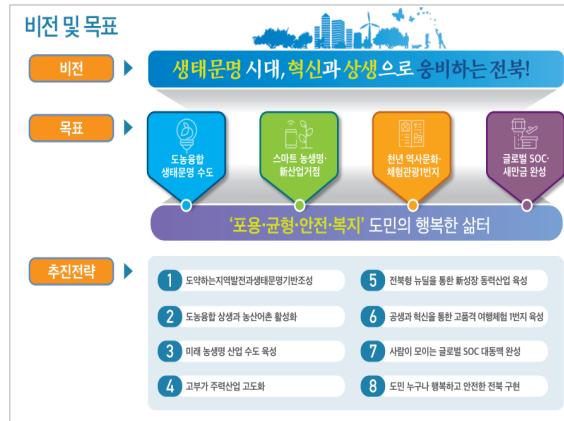 비전 및 목표
비전
생태문명 시대, 혁신과 상생으로 웅비하는 전북!
목표
도농융합
생태문명 수도
스마트 농생명·
新산업거점
천년 역사문화·
체험관광1번지
글로벌 SOC·
새만금 완성
'포용·균형·안전·복지' 도민의 행복한 삶터
추진전략
1 도약하는지역발전과생태문명기반조성
2 도농융합 상생과 농산어촌 활성화
3 미래 농생명 산업 수도 육성
4 고부가 주력산업 고도화
5 전북형 뉴딜을 통한 新성장 동력산업 육성
6 공생과 혁신을 통한 고품격 여행체험 1번지 육성
7 사람이 모이는 글로벌 SOC 대동맥 완성
8 도민 누구나 행복하고 안전한 전북 구현